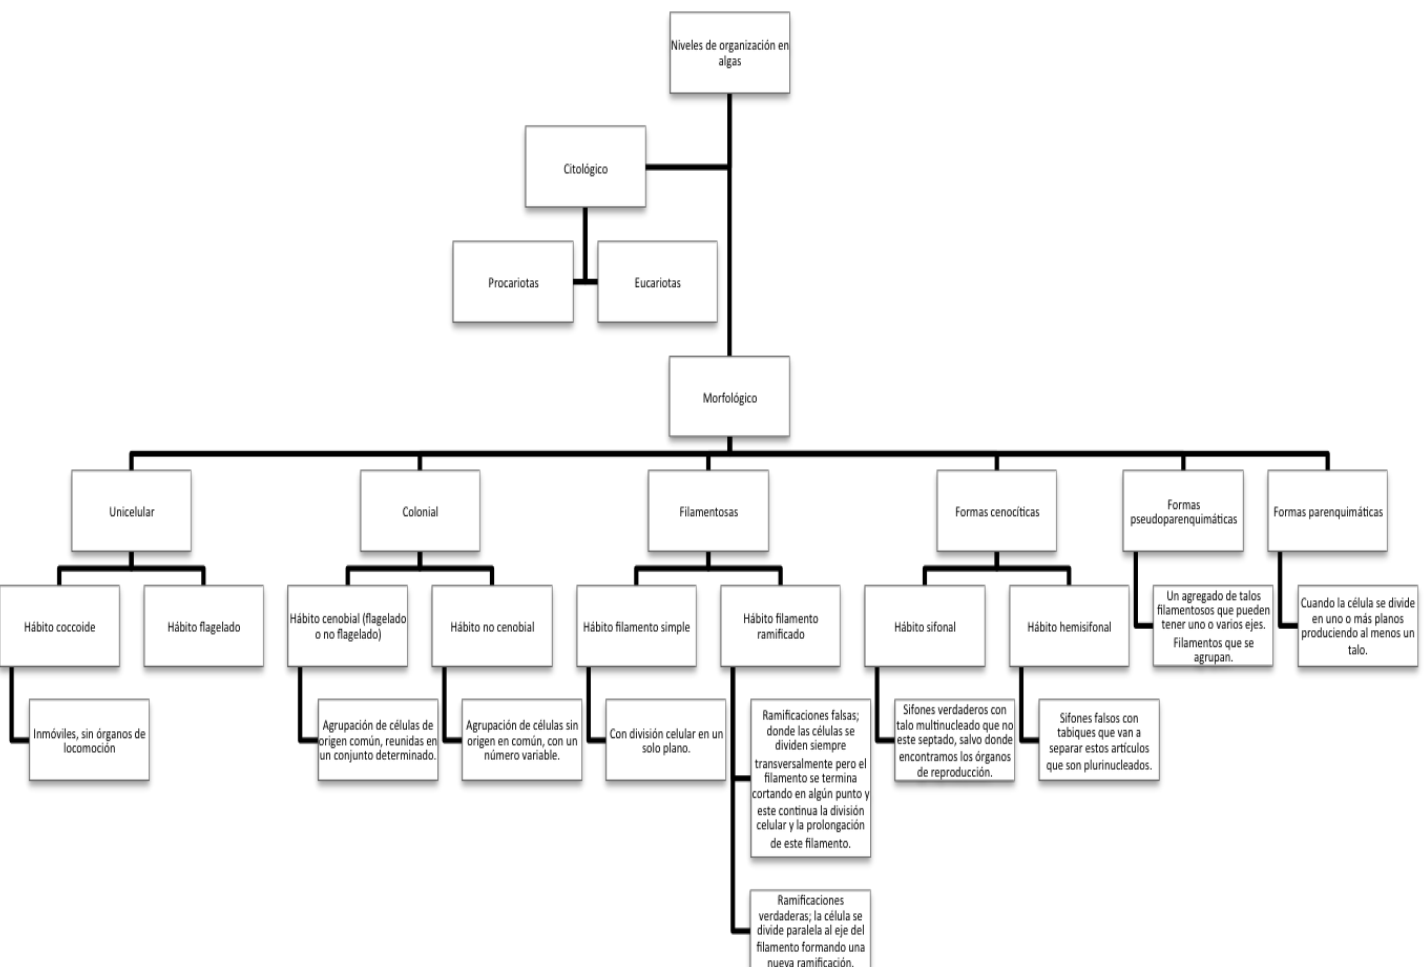 Niveles de organización en
algas
Citológico
Procariotas
Eucariotas
Morfológico
Unicelular
Colonial
Filamentosas
Formas cenocíticas
Formas
pseudoparenquimáticas
Formas parenquimáticas
Hábito coccoide
Hábito flagelado
Hábito cenobial (flagelado
o no flagelado)
Hábito no cenobial
Hábito filamento simple
Hábito filamento
ramificado
Hábito sifonal
Hábito hemisifonal
Un agregado de talos
filamentosos que pueden
tener uno o varios ejes.
Filamentos que se
agrupan.
Cuando la célula se divide
en uno o más planos
produciendo al menos un
talo.
Inmóviles, sin órganos de
locomoción
Agrupación de células de
origen común, reunidas en
un conjunto determinado.
Agrupación de células sin
origen en común, con un
número variable.
Con división celular en un
solo plano.
Ramificaciones falsas;
donde las células se
dividen siempre
transversalmente pero el
filamento se termina
cortando en algún punto y
este continua la división
celular y la prolongación
de este filamento.
Sifones verdaderos con
talo multinucleado que no
este septado, salvo donde
encontramos los órganos
de reproducción.
Sifones falsos con
tabiques que van a
separar estos artículos
que son plurinucleados.
Ramificaciones
verdaderas; la célula se
divide paralela al eje del
filamento formando una
nueva ramificación.